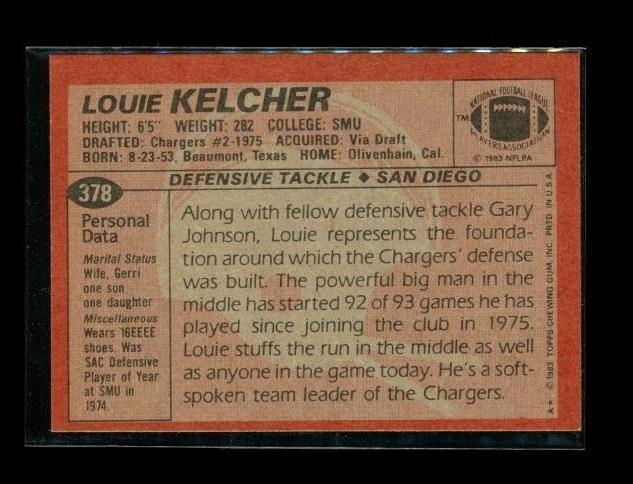 LOUIE KELCHER
HEIGHT: 6'5" WEIGHT: 282 COLLEGE: SMU
DRAFTED: Chargers #2-1975 ACQUIRED: Via Draft
BORN: 8-23-53, Beaumont, Texas HOME: Olivenhain, Cal.
NATIONAL FOOTBALL LEAGUE
PLAYERS ASSOCIATION
TM
© 1983 NFLPA
378
DEFENSIVE TACKLE ◆ SAN DIEGO
Personal
Data
Marital Status
Wife, Gerri
one son
one daughter
Miscellaneous
Wears 16EEEE
shoes. Was
SAC Defensive
Player of Year
at SMU in
1974.
Along with fellow defensive tackle Gary
Johnson, Louie represents the founda-
tion around which the Chargers' defense
was built. The powerful big man in the
middle has started 92 of 93 games he has
played since joining the club in 1975.
Louie stuffs the run in the middle as well
as anyone in the game today. He's a soft-
spoken team leader of the Chargers.
A* © 1983 TOPPS CHEWING GUM, INC. PRTD. IN U.S.A.